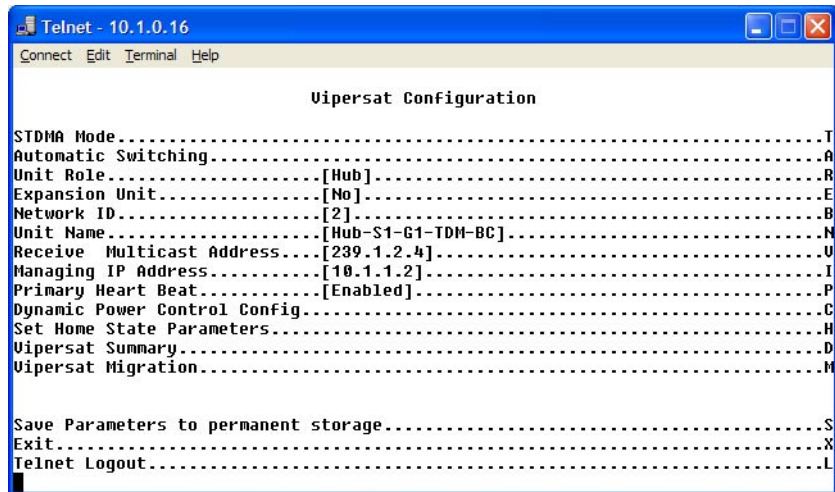 Telnet - 10.1.0.16
Connect Edit Terminal Help
Vipersat Configuration
STDMA Mode....................................................................T
Automatic Switching...........................................................A
Unit Role....................[Hub]............................................R
Expansion Unit...............[No].............................................E
Network ID...................[2]..............................................B
Unit Name....................[Hub-S1-G1-TDM-BC]...............................N
Receive  Multicast Address....[239.1.2.4].....................................V
Managing IP Address..........[10.1.1.2].......................................I
Primary Heart Beat...........[Enabled]........................................P
Dynamic Power Control Config..................................................C
Set Home State Parameters.....................................................H
Vipersat Summary..............................................................D
Vipersat Migration............................................................M
Save Parameters to permanent storage..........................................S
Exit..........................................................................X
Telnet Logout.................................................................L